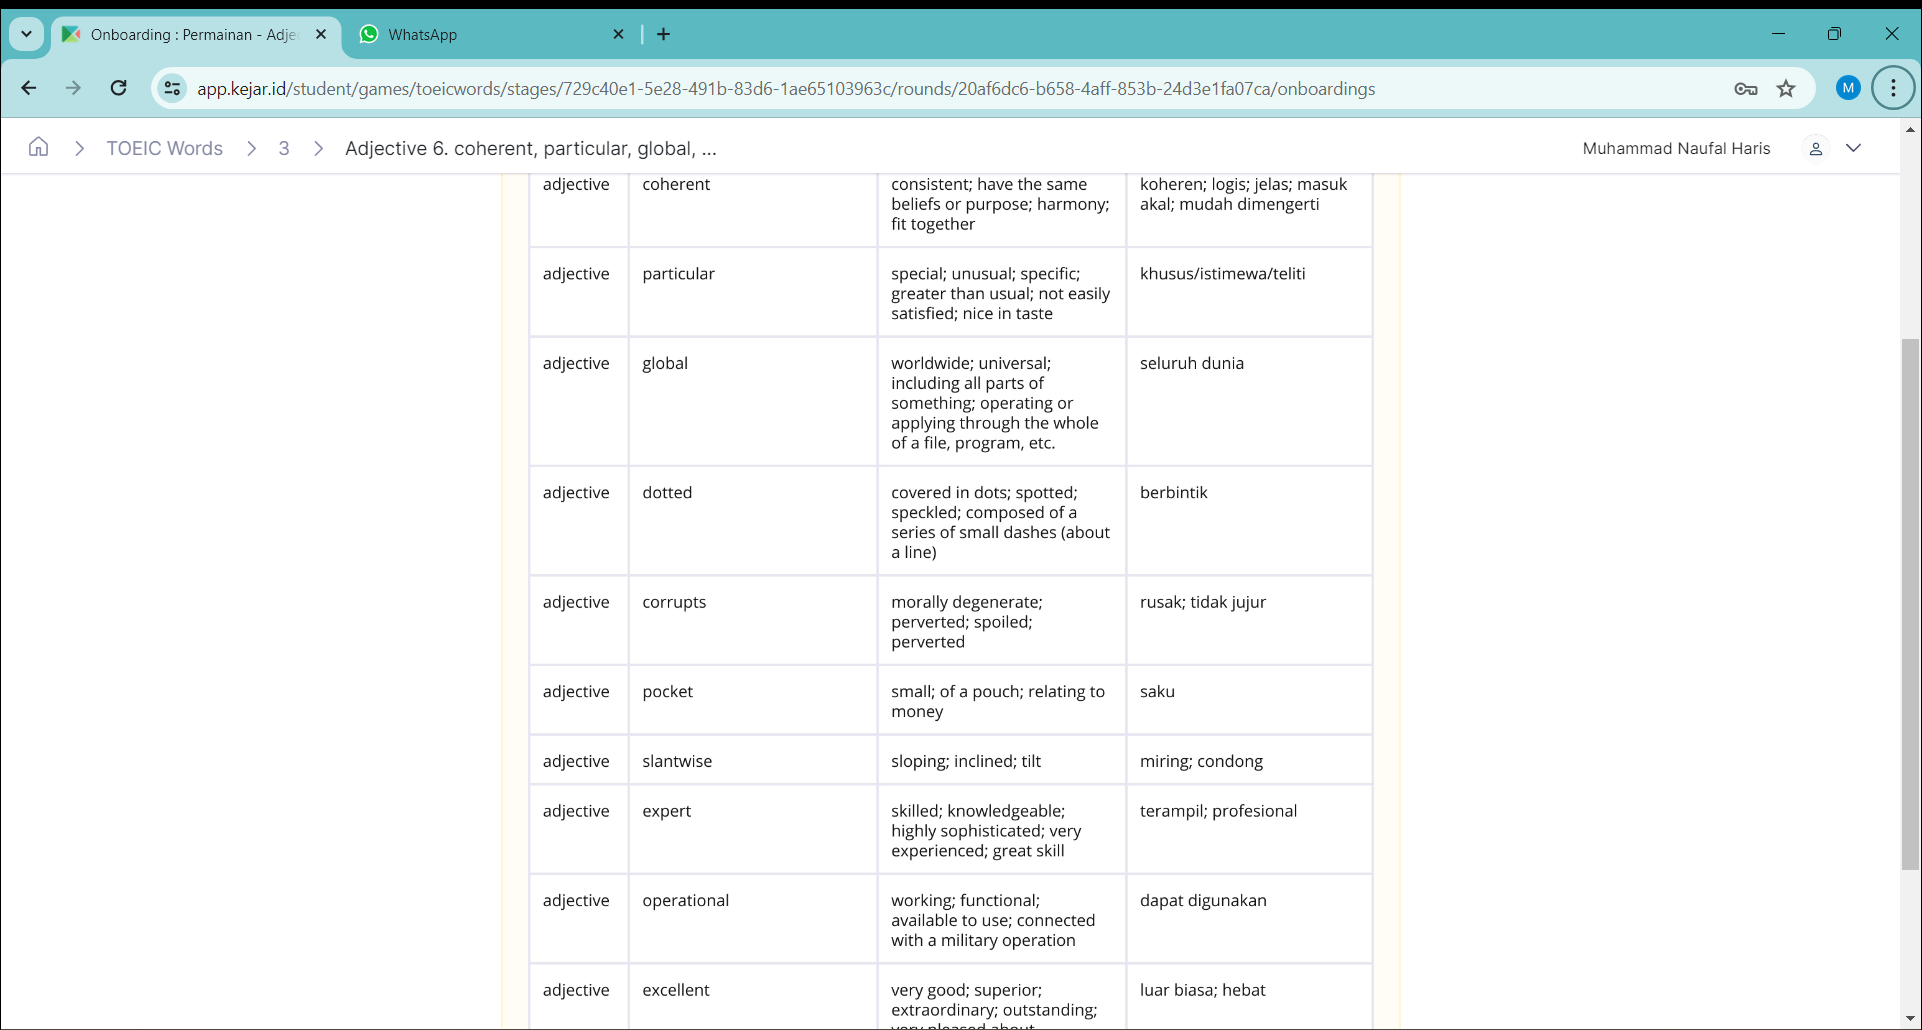 Onboarding : Permainan - Adje
WhatsApp
app.kejar.id/student/games/toeicwords/stages/729c40e1-5e28-491b-83d6-1ae65103963c/rounds/20af6dc6-b658-4aff-853b-24d3e1fa07ca/onboardings
M
TOEIC Words
3
Adjective 6. coherent, particular, global, ...
Muhammad Naufal Haris
adjective
coherent
consistent; have the same
beliefs or purpose; harmony;
fit together
koheren; logis; jelas; masuk
akal; mudah dimengerti
adjective
particular
special; unusual; specific;
greater than usual; not easily
satisfied; nice in taste
khusus/istimewa/teliti
adjective
global
worldwide; universal;
including all parts of
something; operating or
applying through the whole
of a file, program, etc.
seluruh dunia
adjective
dotted
covered in dots; spotted;
speckled; composed of a
series of small dashes (about
a line)
berbintik
adjective
corrupts
morally degenerate;
perverted; spoiled;
perverted
rusak; tidak jujur
adjective
pocket
small; of a pouch; relating to
money
saku
adjective
slantwise
sloping; inclined; tilt
miring; condong
adjective
expert
skilled; knowledgeable;
highly sophisticated; very
experienced; great skill
terampil; profesional
adjective
operational
working; functional;
available to use; connected
with a military operation
dapat digunakan
adjective
excellent
very good; superior;
extraordinary; outstanding;
very pleased about
luar biasa; hebat